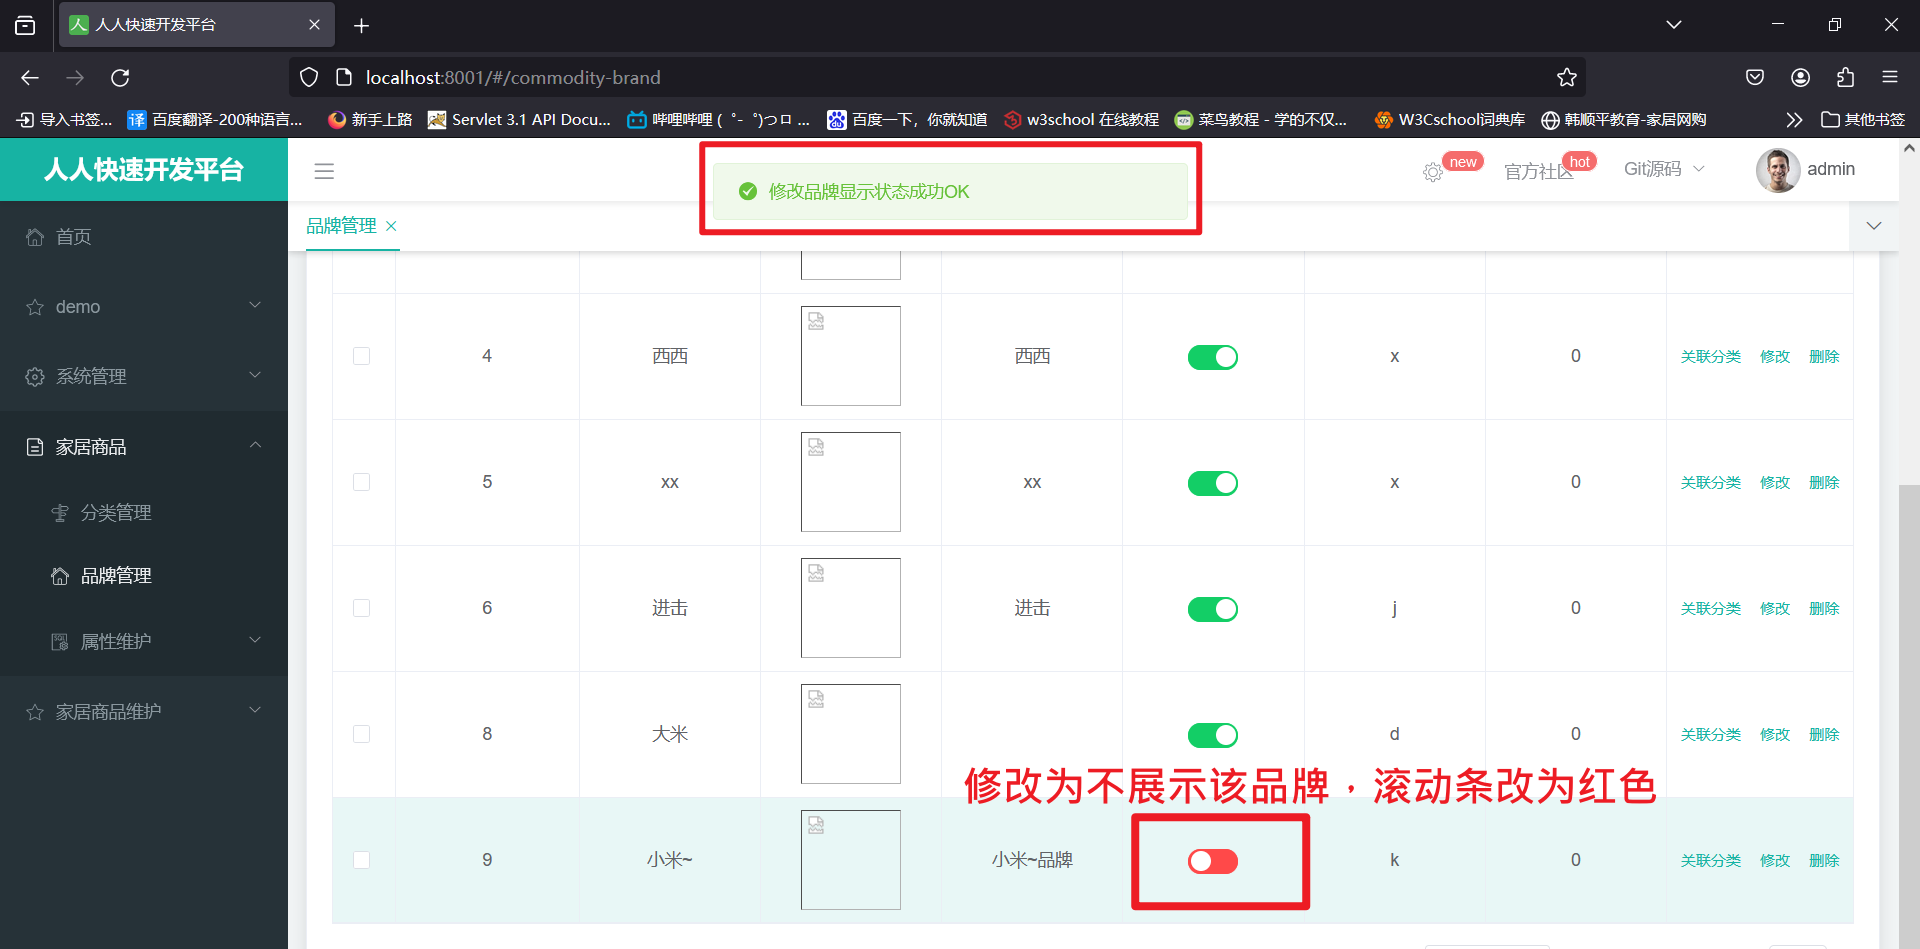 人人快速开发平台
localhost:8001/#/commodity-brand
导入书签...
译 百度翻译-200种语言...
新手上路
Servlet 3.1 API Docu...
哔哩哔哩 ( ゜- ゜)つロ ...
百度一下，你就知道
w3school 在线教程
菜鸟教程 - 学的不仅...
W3Cschool词典库
韩顺平教育-家居网购
其他书签
人人快速开发平台
修改品牌显示状态成功OK
new
官方社区
hot
Git源码
admin
品牌管理
首页
demo
系统管理
家居商品
分类管理
品牌管理
属性维护
家居商品维护
4 西西 西西 x 0 关联分类 修改 删除
5 xx xx x 0 关联分类 修改 删除
6 进击 进击 j 0 关联分类 修改 删除
8 大米 d 0 关联分类 修改 删除
修改为不展示该品牌，滚动条改为红色
9 小米~ 小米~品牌 k 0 关联分类 修改 删除